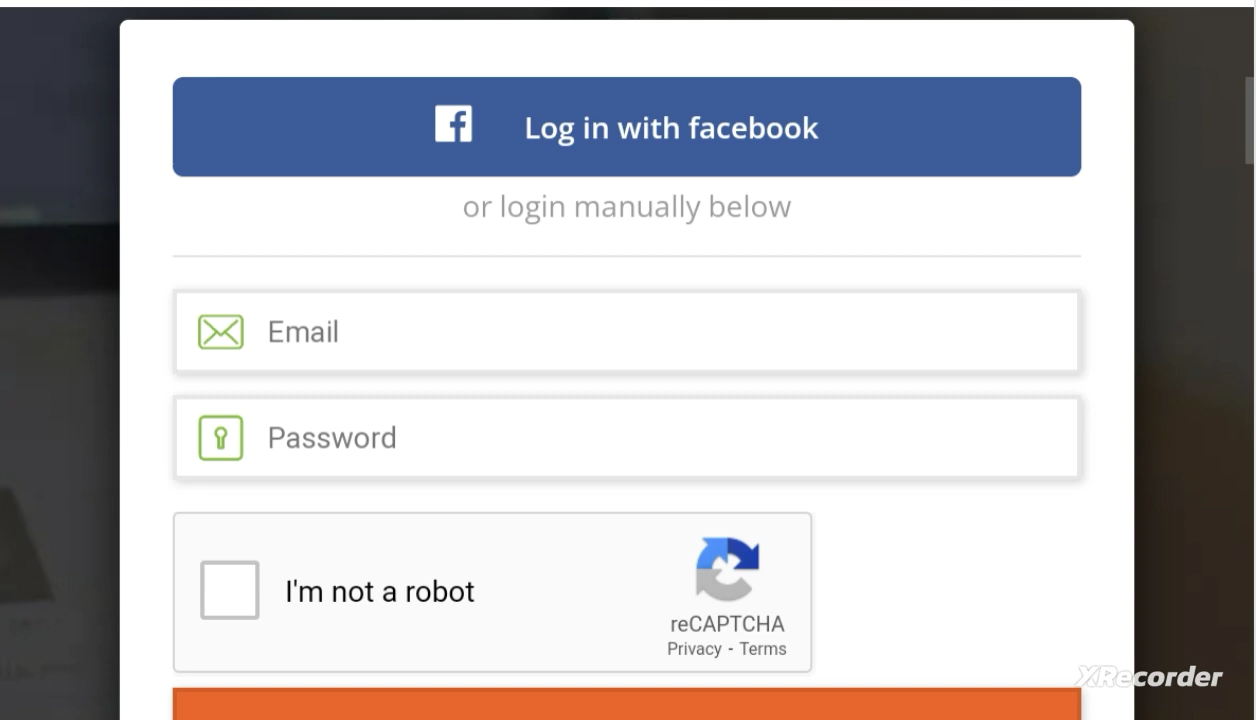 Log in with facebook
or login manually below
Email
Password
I'm not a robot
reCAPTCHA
Privacy - Terms
XRecorder